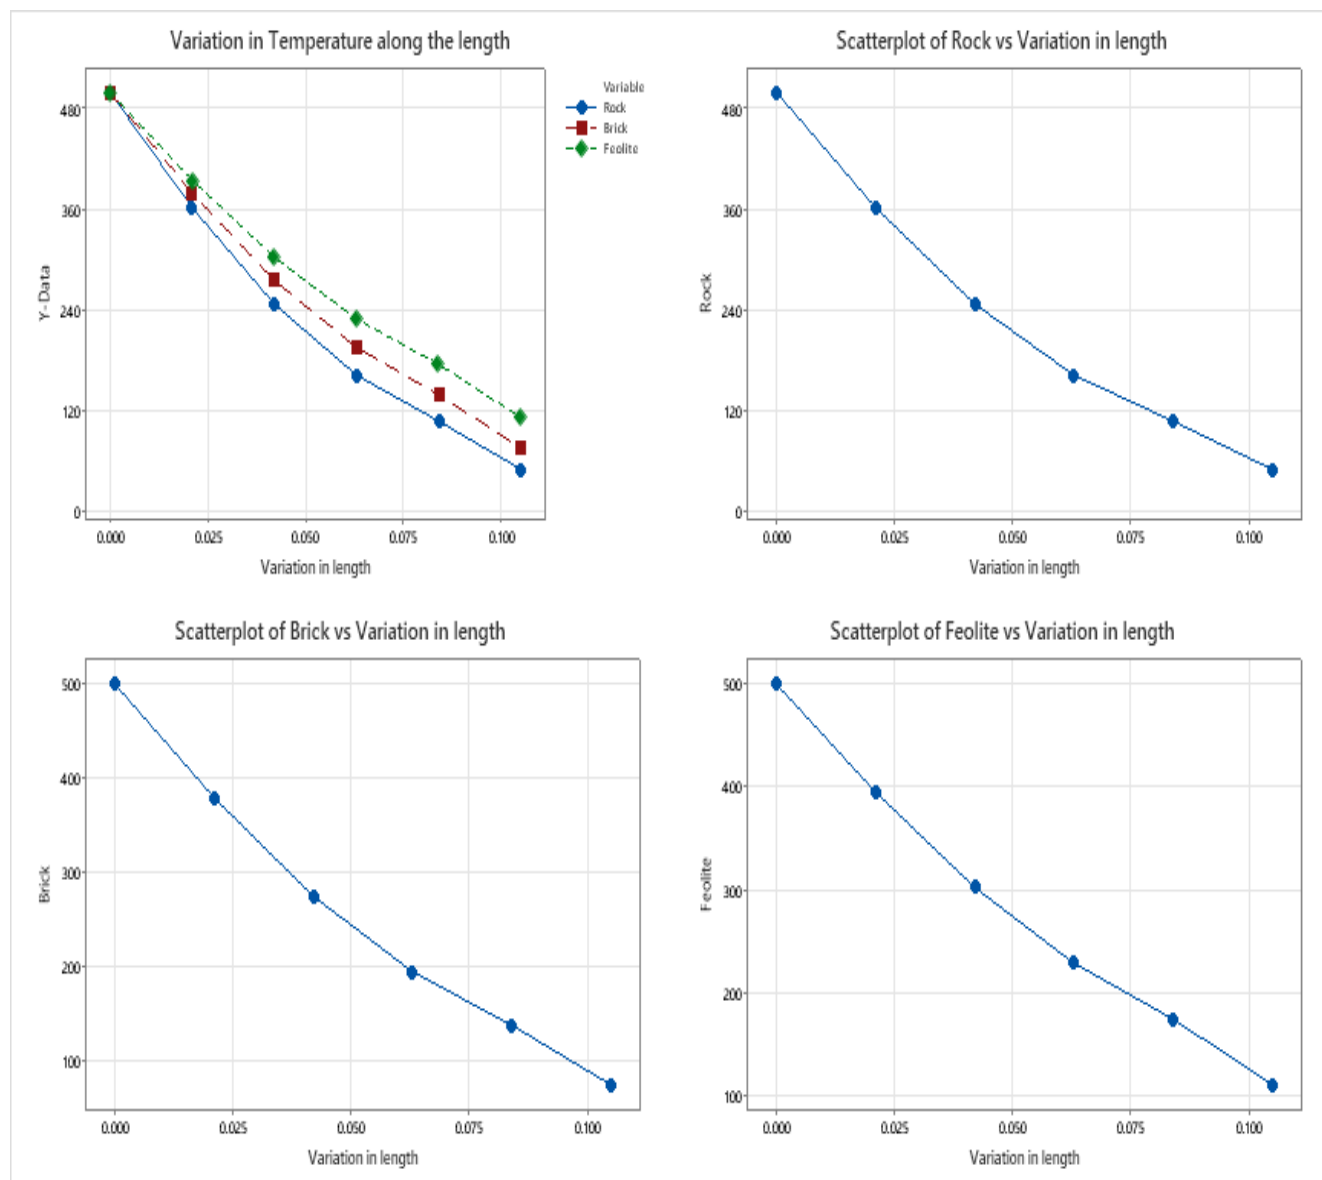 Variation in Temperature along the length
Variable
Rock
Brick
Feolite
Y-Data
480
360
240
120
0
0.000 0.025 0.050 0.075 0.100
Variation in length
Scatterplot of Rock vs Variation in length
Rock
480
360
240
120
0
0.000 0.025 0.050 0.075 0.100
Variation in length
Scatterplot of Brick vs Variation in length
Brick
500
400
300
200
100
0.000 0.025 0.050 0.075 0.100
Variation in length
Scatterplot of Feolite vs Variation in length
Feolite
500
400
300
200
100
0.000 0.025 0.050 0.075 0.100
Variation in length